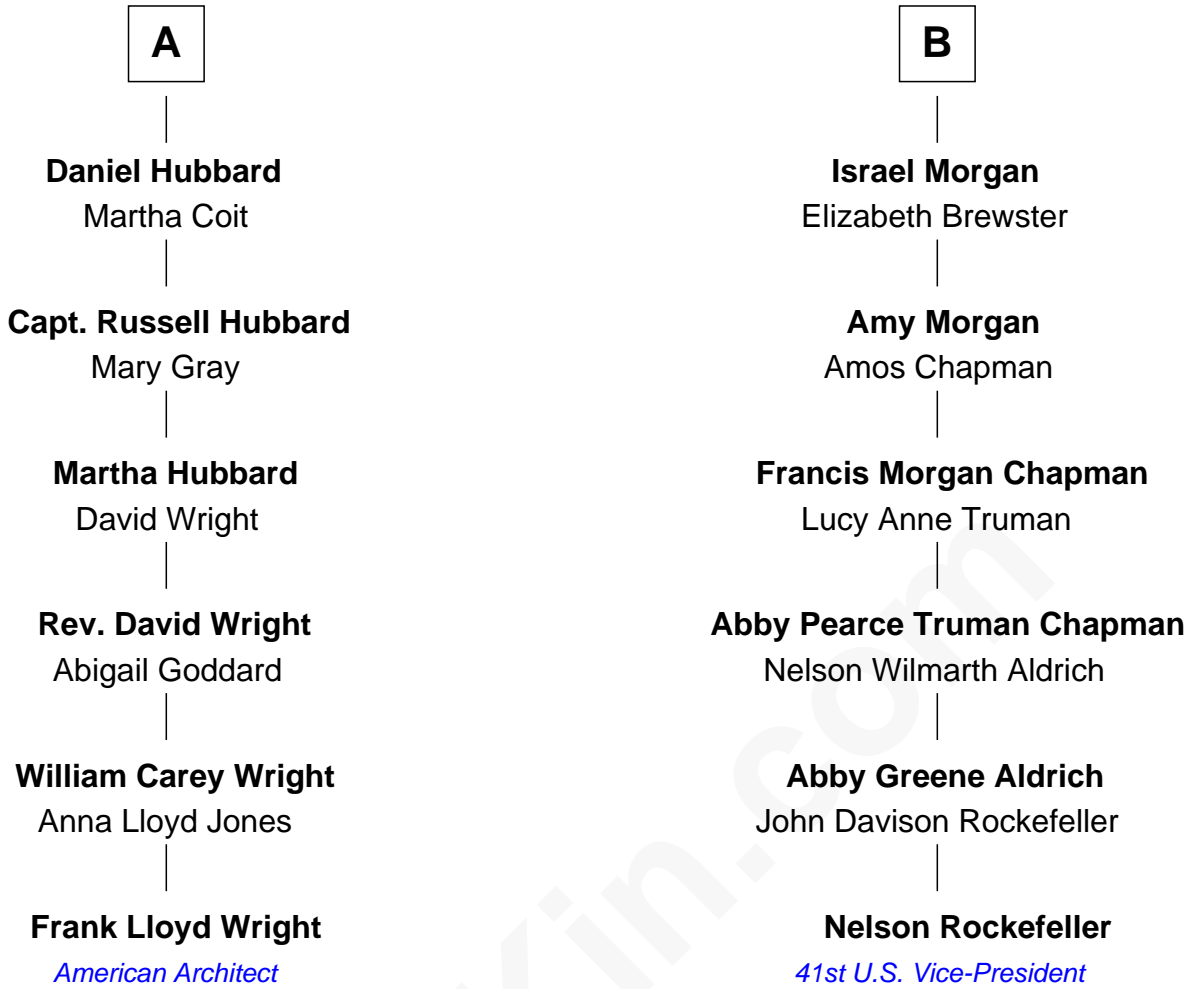 A
B
Daniel Hubbard
Martha Coit
Israel Morgan
Elizabeth Brewster
Capt. Russell Hubbard
Mary Gray
Amy Morgan
Amos Chapman
Martha Hubbard
David Wright
Francis Morgan Chapman
Lucy Anne Truman
Rev. David Wright
Abigail Goddard
Abby Pearce Truman Chapman
Nelson Wilmarth Aldrich
William Carey Wright
Anna Lloyd Jones
Abby Greene Aldrich
John Davison Rockefeller
Frank Lloyd Wright
American Architect
Nelson Rockefeller
41st U.S. Vice-President
Kin.com